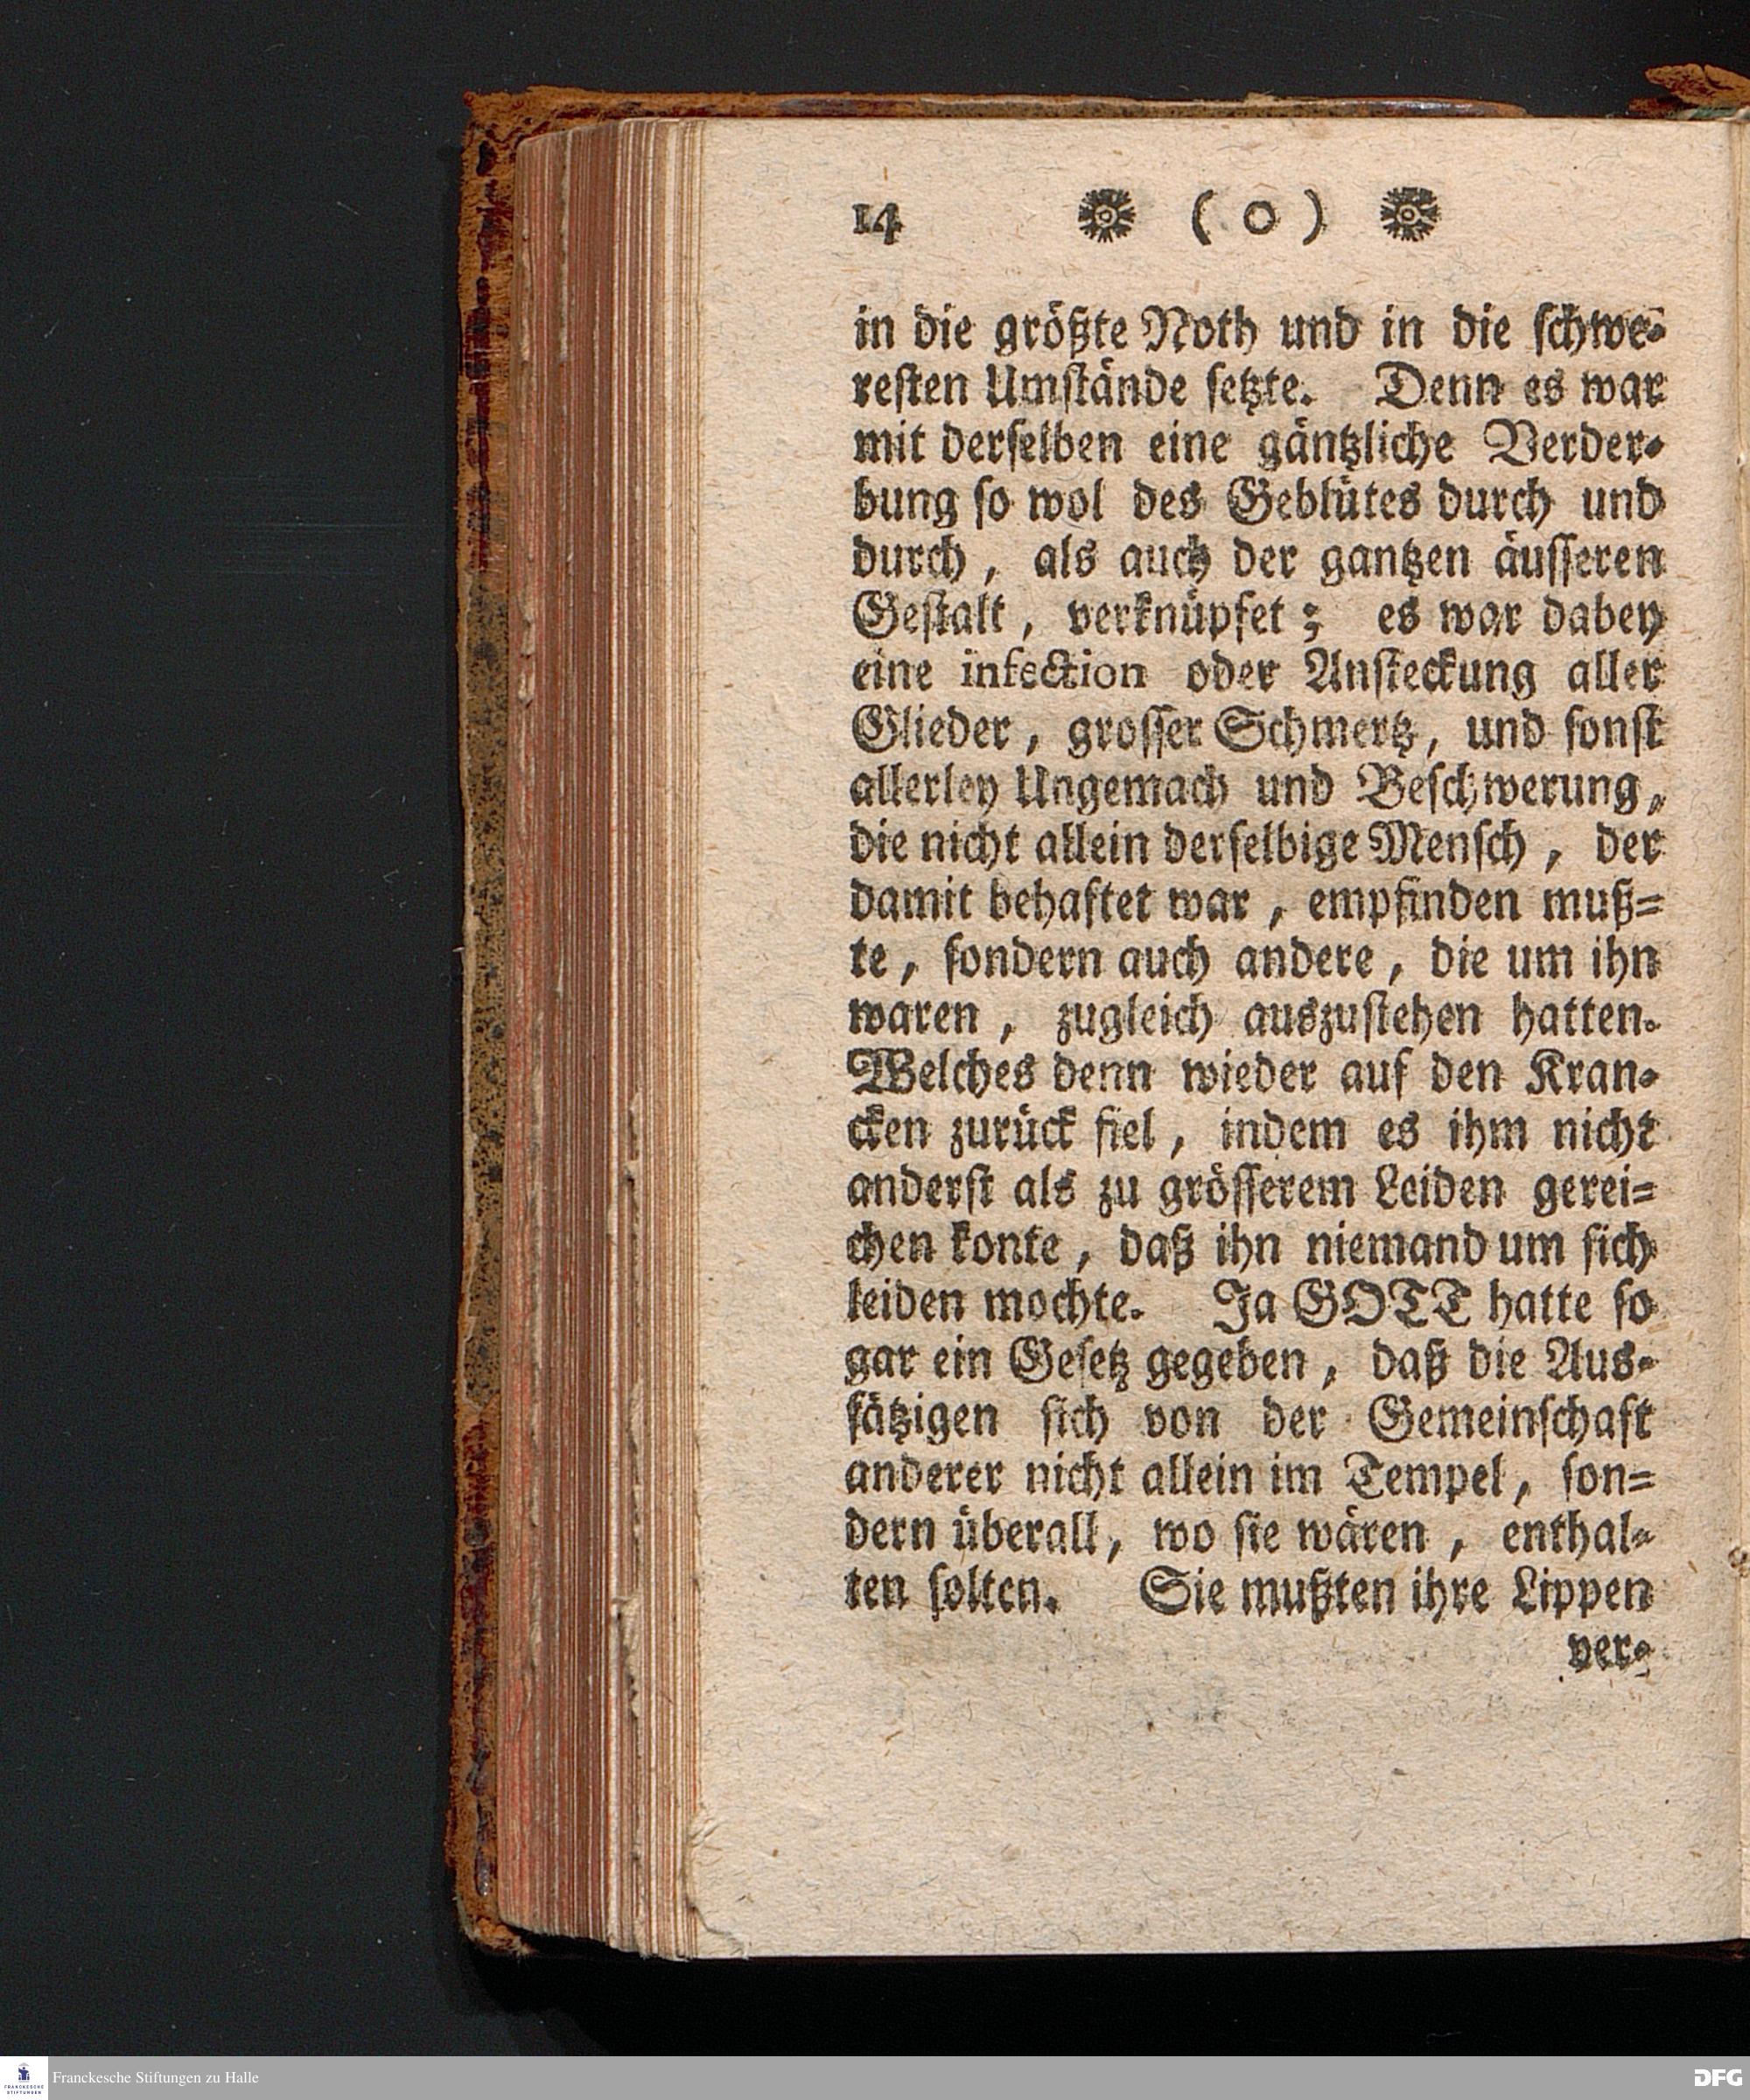 14 ( o )
in die größte Noth und in die ſchwe⸗
reſten Umſtände ſetzte. Denn es war
mit derſelben eine gäntzliche Verder⸗
bung ſo wol des Geblütes durch und
durch, als auch der gantzen äuſſeren
Geſtalt, verknüpfet; es war dabey
eine infection oder Anſteckung aller
Glieder, groſſer Schmertz, und ſonſt
allerley Ungemach und Beſchwerung,
die nicht allein derſelbige Menſch, der
damit behaftet war, empfinden muß⸗
te, ſondern auch andere, die um ihn
waren, zugleich auszuſtehen hatten.
Welches denn wieder auf den Kran⸗
cken zurück fiel, indem es ihm nicht
anderſt als zu gröſſerem Leiden gerei⸗
chen konte, daß ihn niemand um ſich
leiden mochte. Ja GOTT hatte ſo
gar ein Geſetz gegeben, daß die Aus⸗
ſätzigen ſich von der Gemeinſchaft
anderer nicht allein im Tempel, ſon⸗
dern überall, wo ſie wären, enthal⸗
ten ſolten. Sie mußten ihre Lippen
ver⸗
FRANCKESCHE
STIFTUNGEN
Franckesche Stiftungen zu Halle
DFG